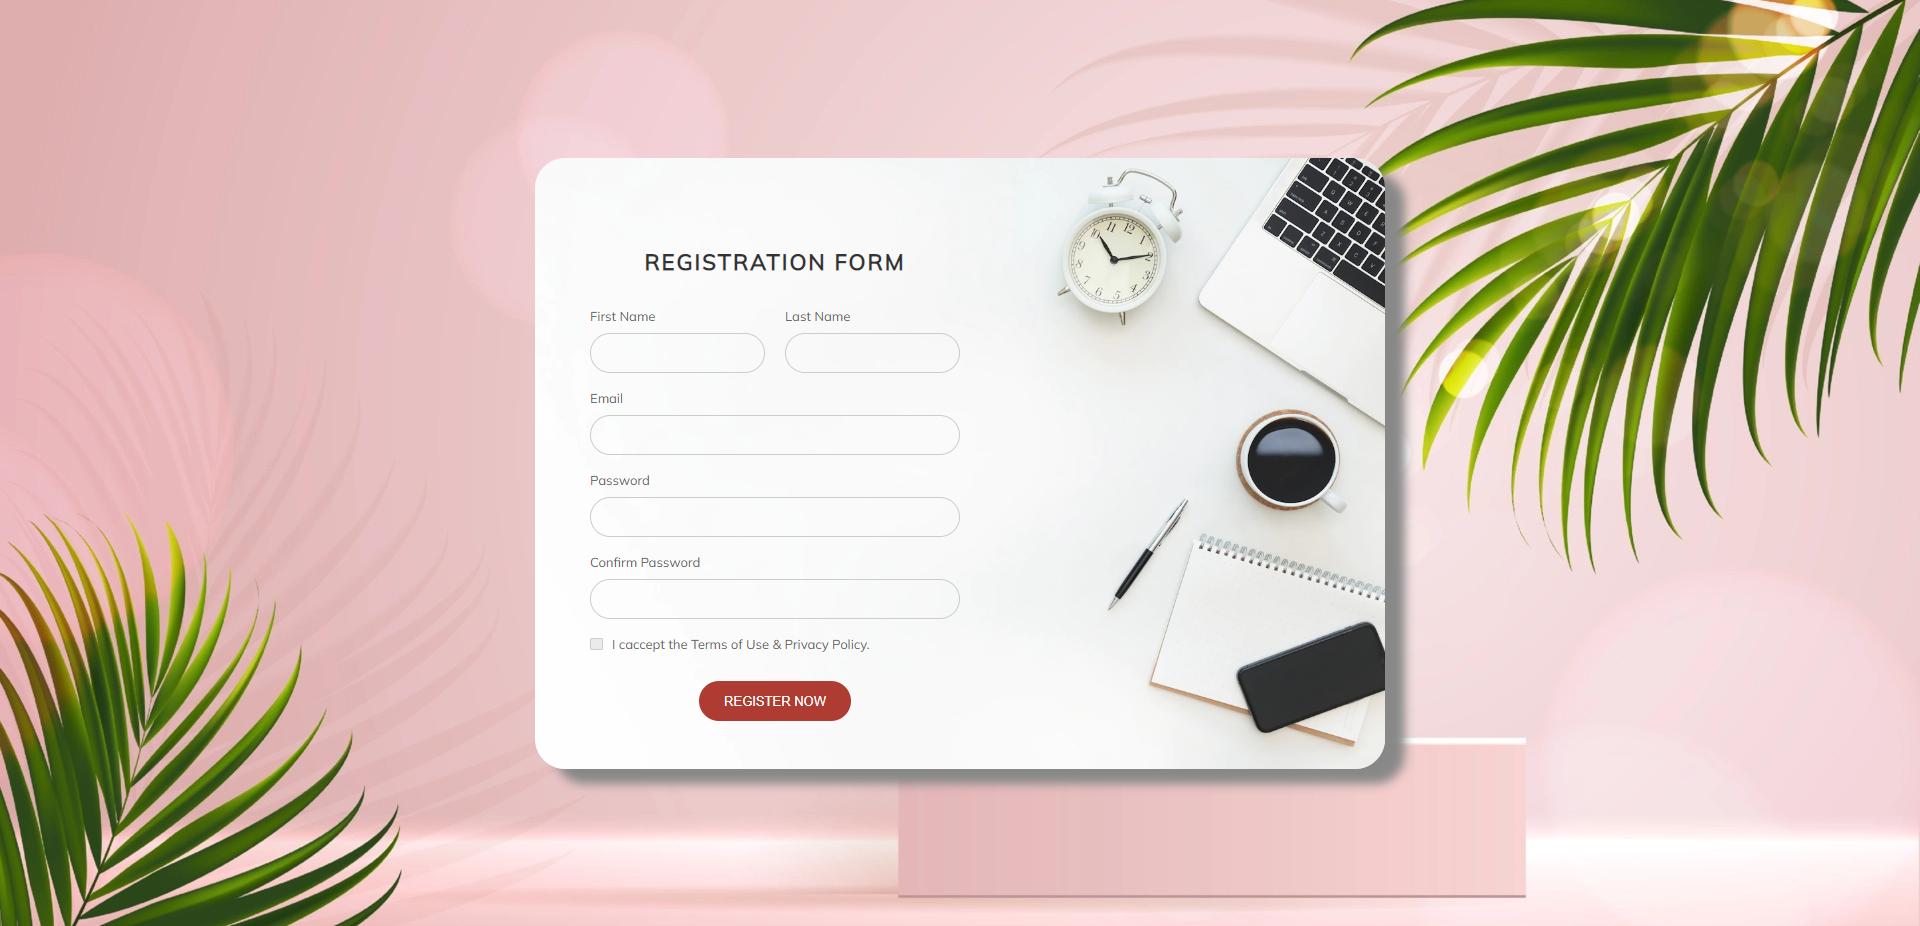 REGISTRATION FORM
First Name
Last Name
Email
Password
Confirm Password
I caccept the Terms of Use & Privacy Policy.
REGISTER NOW